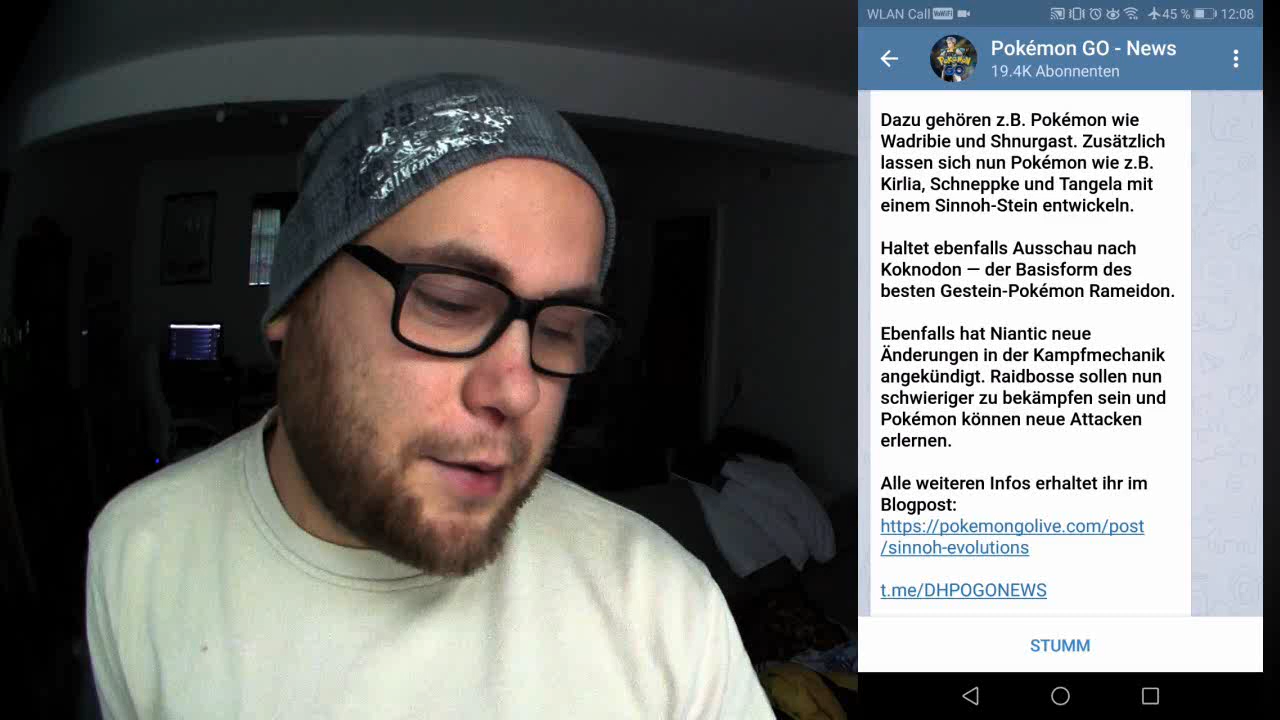 WLAN Call VoWiFi 45 % 12:08
Pokémon GO - News
19.4K Abonnenten
Dazu gehören z.B. Pokémon wie
Wadribie und Shnurgast. Zusätzlich
lassen sich nun Pokémon wie z.B.
Kirlia, Schneppke und Tangela mit
einem Sinnoh-Stein entwickeln.
Haltet ebenfalls Ausschau nach
Koknodon — der Basisform des
besten Gestein-Pokémon Rameidon.
Ebenfalls hat Niantic neue
Änderungen in der Kampfmechanik
angekündigt. Raidbosse sollen nun
schwieriger zu bekämpfen sein und
Pokémon können neue Attacken
erlernen.
Alle weiteren Infos erhaltet ihr im
Blogpost:
https://pokemongolive.com/post
/sinnoh-evolutions
t.me/DHPOGONEWS
STUMM